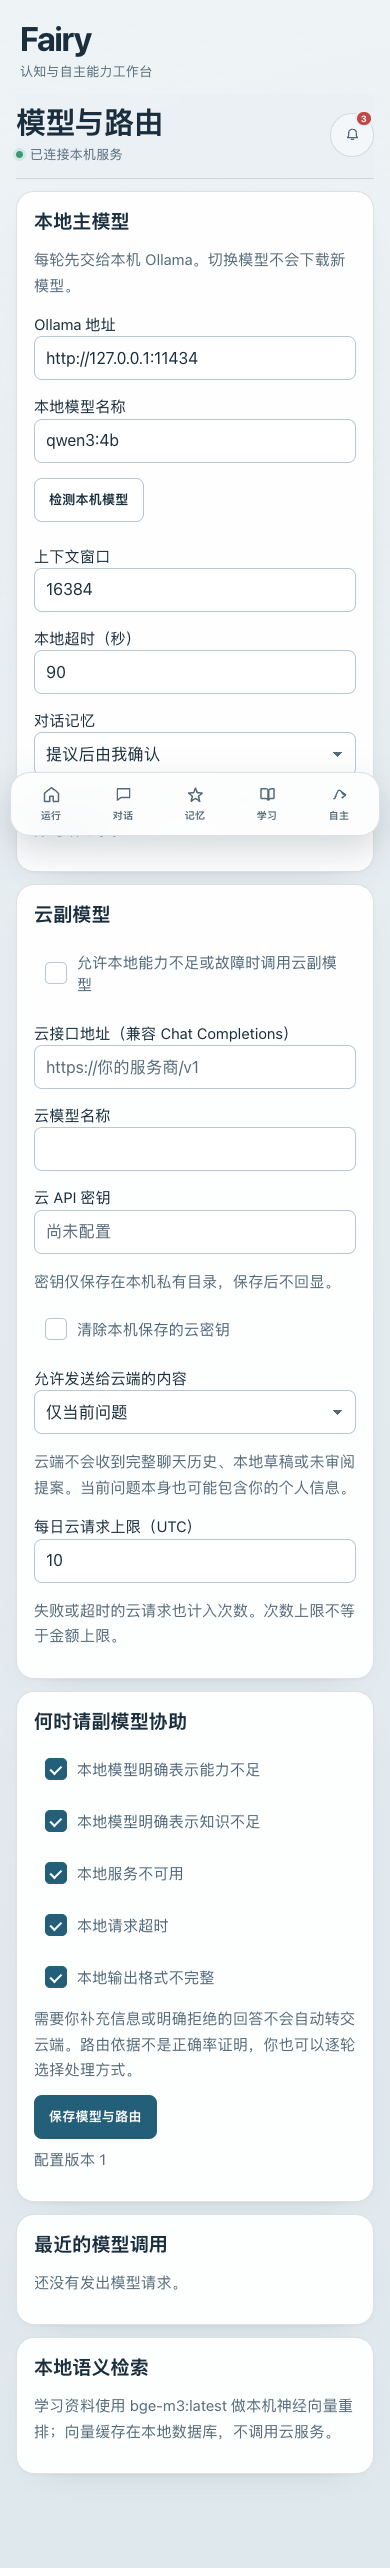 Fairy
认知与自主能力工作台
模型与路由
3
已连接本机服务
本地主模型
每轮先交给本机 Ollama。切换模型不会下载新
模型。
Ollama 地址
http://127.0.0.1:11434
本地模型名称
qwen3:4b
检测本机模型
上下文窗口
16384
本地超时（秒）
90
对话记忆
提议后由我确认
运行
对话
记忆
学习
自主
云副模型
允许本地能力不足或故障时调用云副模
型
云接口地址（兼容 Chat Completions）
https://你的服务商/v1
云模型名称
云 API 密钥
尚未配置
密钥仅保存在本机私有目录，保存后不回显。
清除本机保存的云密钥
允许发送给云端的内容
仅当前问题
云端不会收到完整聊天历史、本地草稿或未审阅
提案。当前问题本身也可能包含你的个人信息。
每日云请求上限（UTC）
10
失败或超时的云请求也计入次数。次数上限不等
于金额上限。
何时请副模型协助
本地模型明确表示能力不足
本地模型明确表示知识不足
本地服务不可用
本地请求超时
本地输出格式不完整
需要你补充信息或明确拒绝的回答不会自动转交
云端。路由依据不是正确率证明，你也可以逐轮
选择处理方式。
保存模型与路由
配置版本 1
最近的模型调用
还没有发出模型请求。
本地语义检索
学习资料使用 bge-m3:latest 做本机神经向量重
排；向量缓存在本地数据库，不调用云服务。